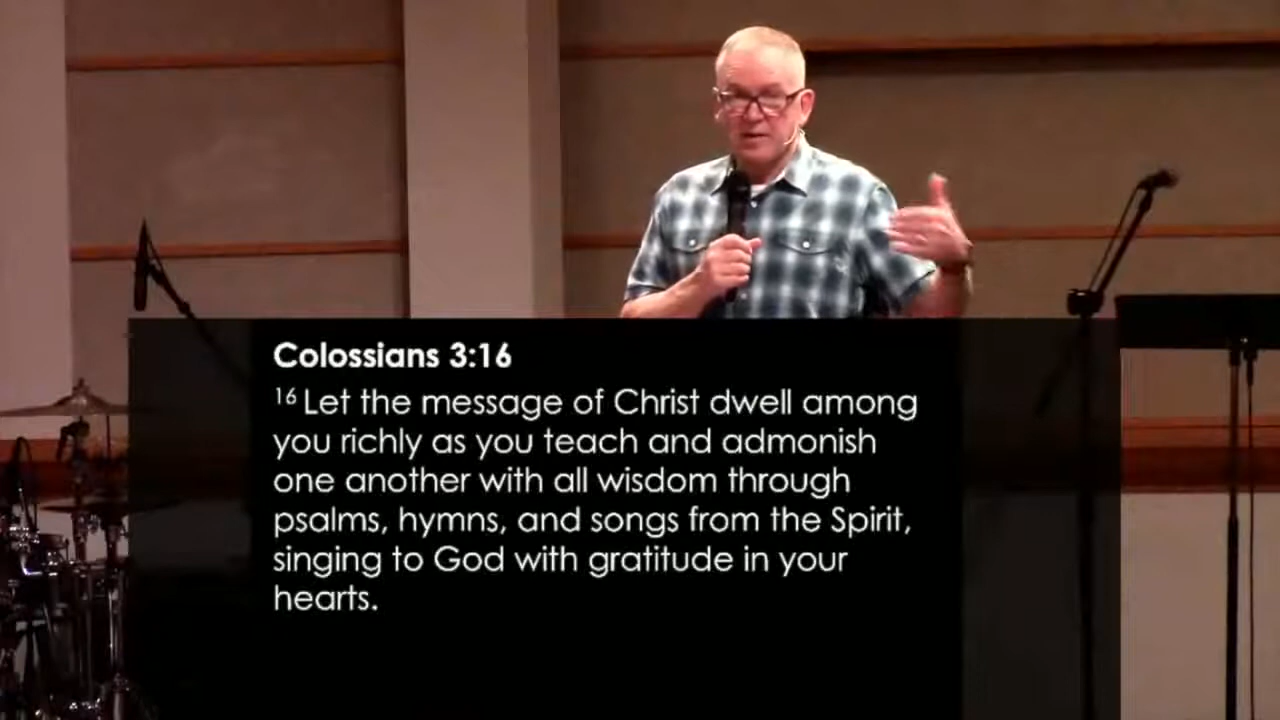 Colossians 3:16
16 Let the message of Christ dwell among
you richly as you teach and admonish
one another with all wisdom through
psalms, hymns, and songs from the Spirit,
singing to God with gratitude in your
hearts.